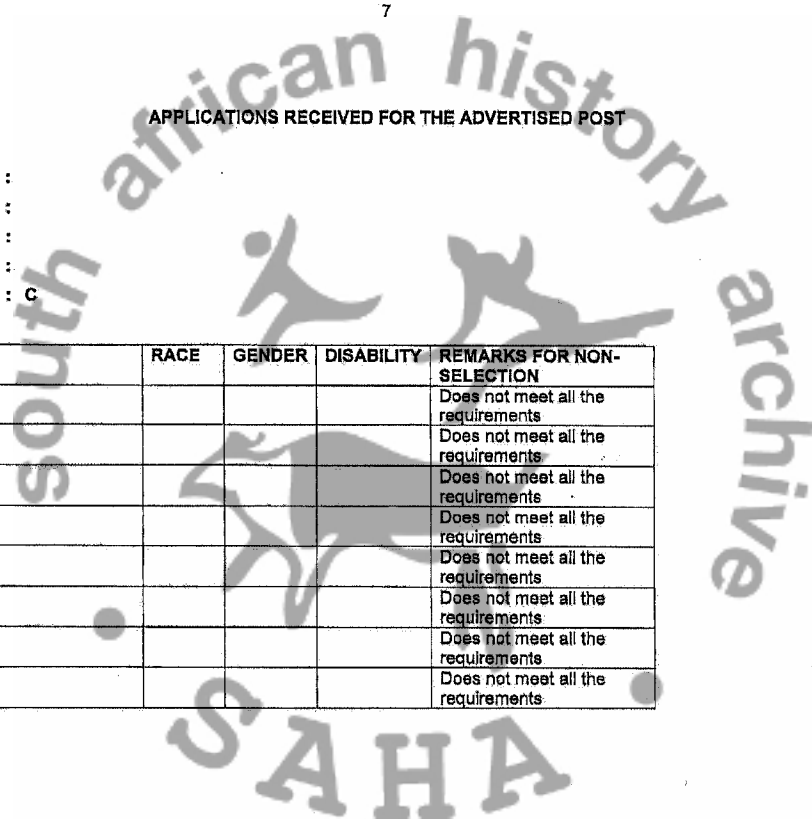 7
south african history archive
APPLICATIONS RECEIVED FOR THE ADVERTISED POST
:
:
:
:
: C
RACE GENDER DISABILITY REMARKS FOR NON-
SELECTION
Does not meet all the
requirements
Does not meet all the
requirements
Does not meet all the
requirements
Does not meet all the
requirements
Does not meet all the
requirements
Does not meet all the
requirements
Does not meet all the
requirements
Does not meet all the
requirements
SAHA